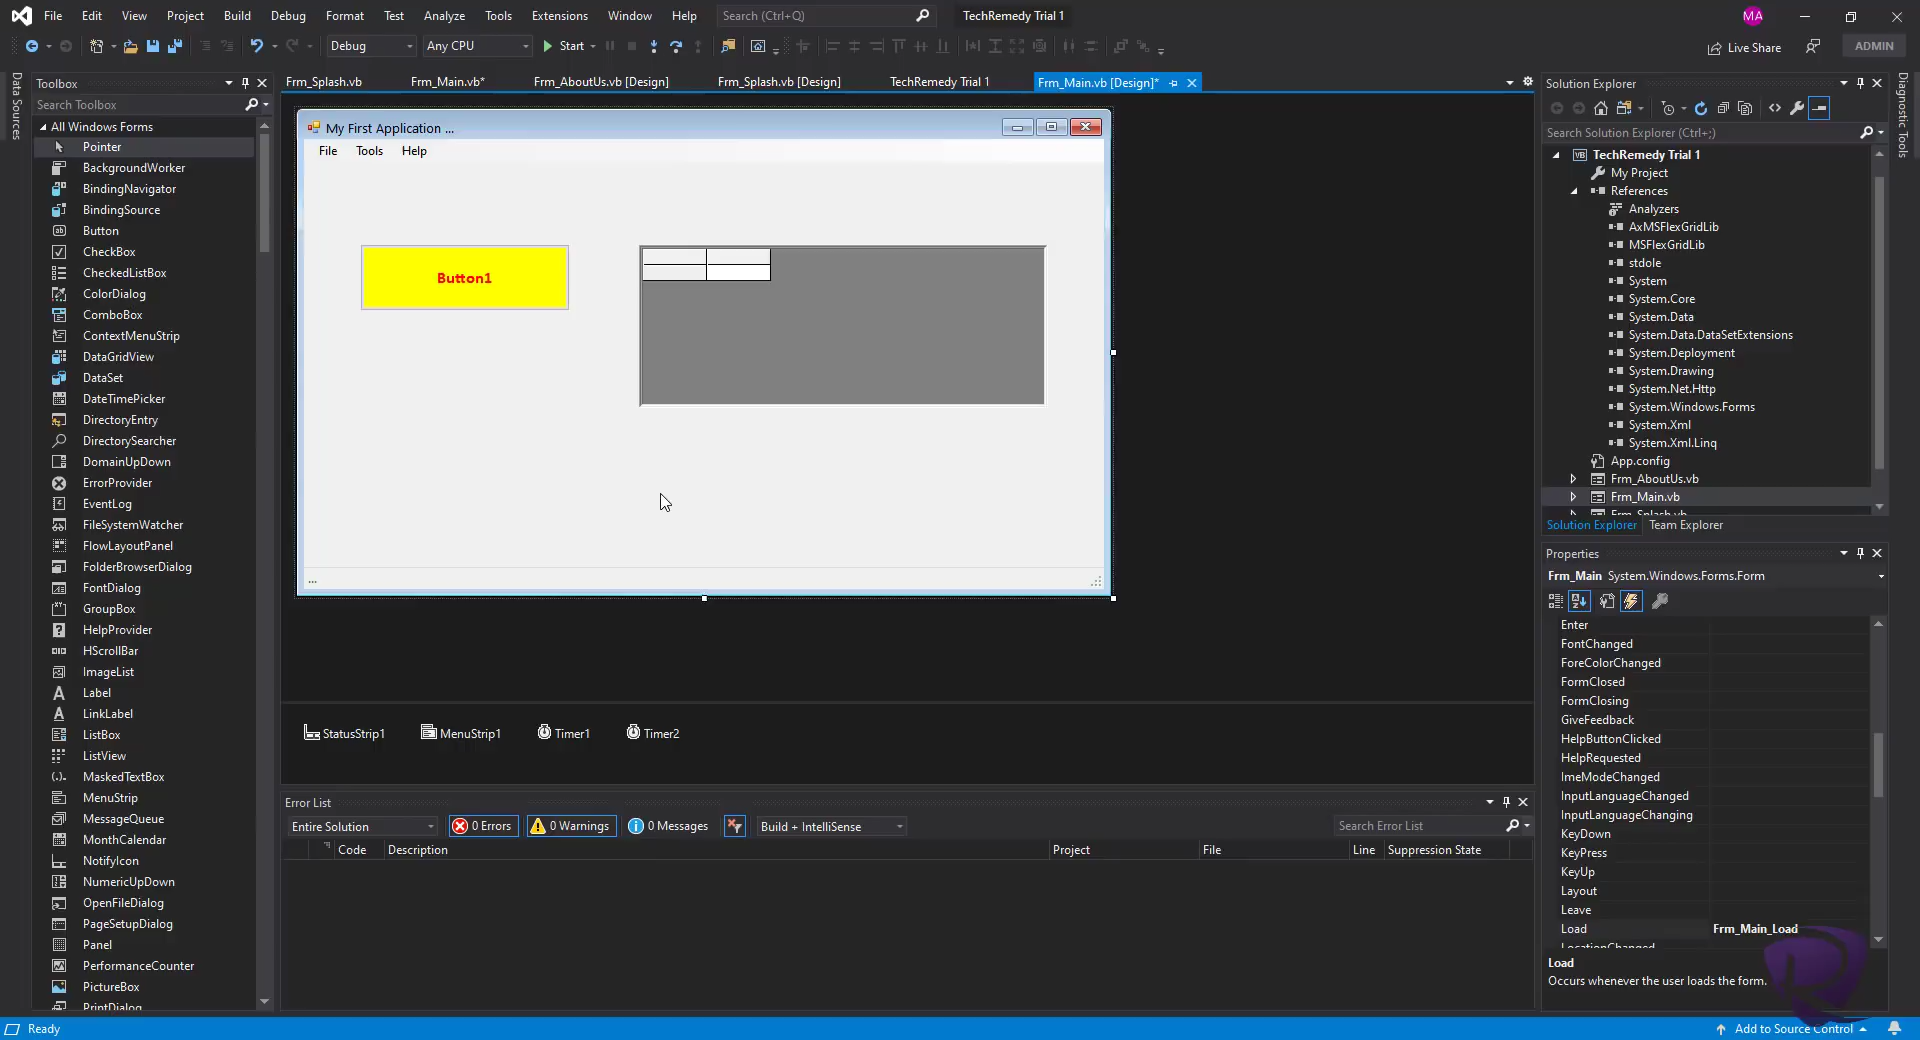 File Edit View Project Build Debug Format Test Analyze Tools Extensions Window Help Search (Ctrl+Q) TechRemedy Trial 1 MA
Debug Any CPU Start Live Share ADMIN
Data Sources
Toolbox
Search Toolbox
All Windows Forms
Pointer
BackgroundWorker
BindingNavigator
BindingSource
Button
CheckBox
CheckedListBox
ColorDialog
ComboBox
ContextMenuStrip
DataGridView
DataSet
DateTimePicker
DirectoryEntry
DirectorySearcher
DomainUpDown
ErrorProvider
EventLog
FileSystemWatcher
FlowLayoutPanel
FolderBrowserDialog
FontDialog
GroupBox
HelpProvider
HScrollBar
ImageList
Label
LinkLabel
ListBox
ListView
MaskedTextBox
MenuStrip
MessageQueue
MonthCalendar
NotifyIcon
NumericUpDown
OpenFileDialog
PageSetupDialog
Panel
PerformanceCounter
PictureBox
PrintDialog
Frm_Splash.vb Frm_Main.vb* Frm_AboutUs.vb [Design] Frm_Splash.vb [Design] TechRemedy Trial 1 Frm_Main.vb [Design]*
My First Application ...
File Tools Help
Button1
...
StatusStrip1 MenuStrip1 Timer1 Timer2
Error List
Entire Solution 0 Errors 0 Warnings 0 Messages Build + IntelliSense Search Error List
Code Description Project File Line Suppression State
Solution Explorer
Search Solution Explorer (Ctrl+;)
VB TechRemedy Trial 1
My Project
References
Analyzers
AxMSFlexGridLib
MSFlexGridLib
stdole
System
System.Core
System.Data
System.Data.DataSetExtensions
System.Deployment
System.Drawing
System.Net.Http
System.Windows.Forms
System.Xml
System.Xml.Linq
App.config
Frm_AboutUs.vb
Frm_Main.vb
Frm_Splash.vb
Solution Explorer Team Explorer
Properties
Frm_Main System.Windows.Forms.Form
Enter
FontChanged
ForeColorChanged
FormClosed
FormClosing
GiveFeedback
HelpButtonClicked
HelpRequested
ImeModeChanged
InputLanguageChanged
InputLanguageChanging
KeyDown
KeyPress
KeyUp
Layout
Leave
Load Frm_Main_Load
LocationChanged
Load
Occurs whenever the user loads the form.
Diagnostic Tools
Ready Add to Source Control